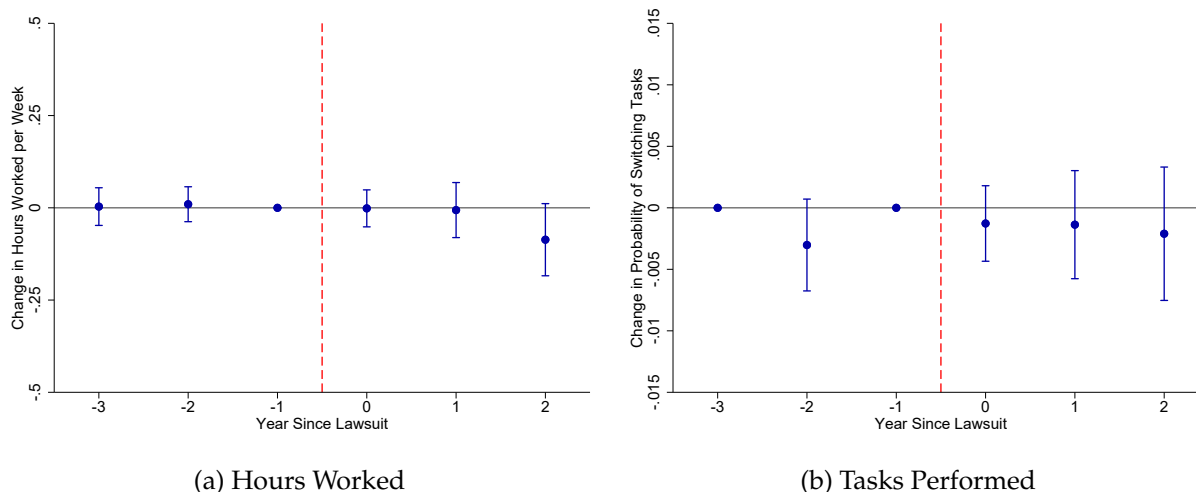 .5
.25
0
-.25
-.5
Change in Hours Worked per Week
-3 -2 -1 0 1 2
Year Since Lawsuit
(a) Hours Worked
.015
.01
.005
0
-.005
-.01
-.015
Change in Probability of Switching Tasks
-3 -2 -1 0 1 2
Year Since Lawsuit
(b) Tasks Performed